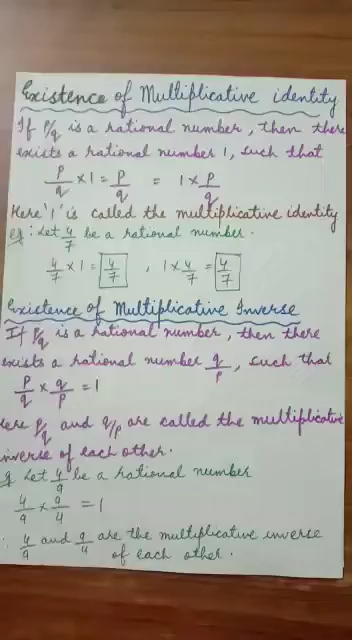 Existence of Multiplicative identity
If P/q is a rational number, then there
exists a rational number 1, such that
P/q × 1 = P/q = 1 × P/q
Here '1' is called the multiplicative identity
eg: Let 4/7 be a rational number.
4/7 × 1 = 4/7 , 1 × 4/7 = 4/7
Existence of Multiplicative Inverse
If P/q is a rational number, then there
exists a rational number q/p, such that
P/q × q/p = 1
ere P/q and q/p are called the multiplicative
inverse of each other.
g Let 4/9 be a rational number
4/9 × 9/4 = 1
∴ 4/9 and 9/4 are the multiplicative inverse
of each other.